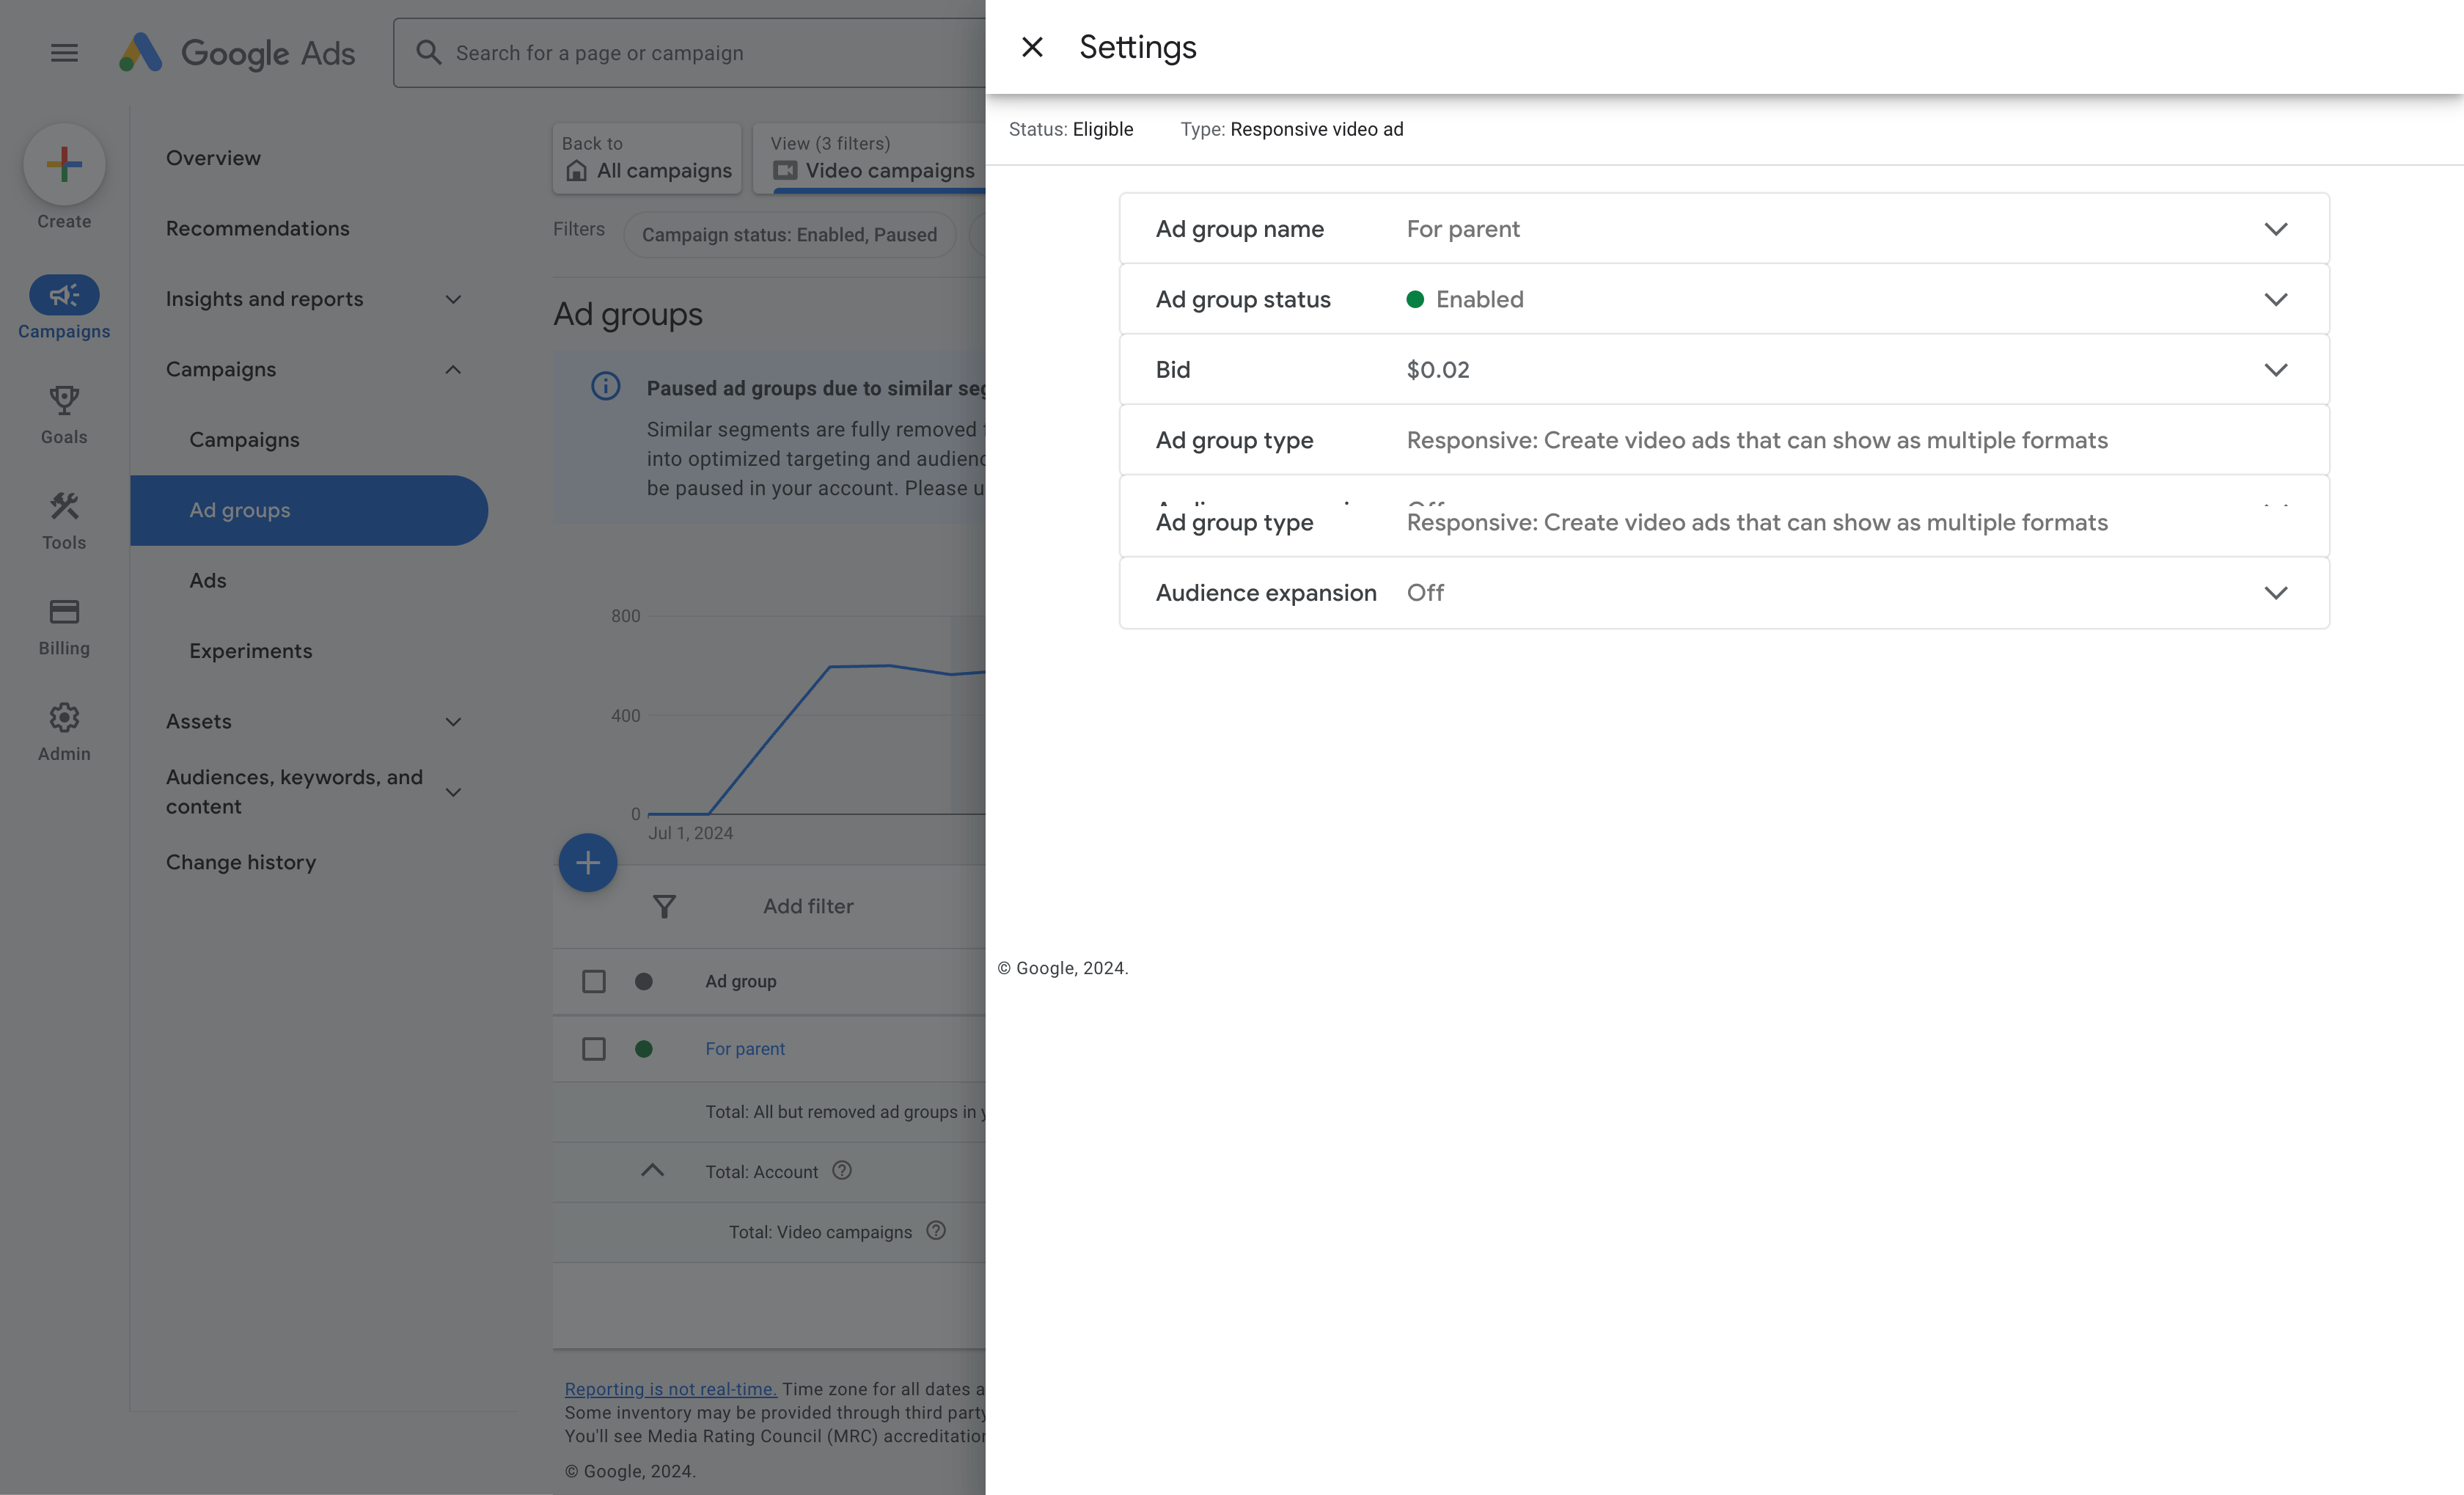 Google Ads
Search for a page or campaign
Create
Campaigns
Goals
Tools
Billing
Admin
Overview
Recommendations
Insights and reports
Campaigns
Campaigns
Ad groups
Ads
Experiments
Assets
Audiences, keywords, and
content
Change history
Back to
All campaigns
View (3 filters)
Video campaigns
Filters
Campaign status: Enabled, Paused
Ad groups
Paused ad groups due to similar
Similar segments are fully removed
into optimized targeting and
be paused in your account. Please
800
400
0
Jul 1, 2024
Add filter
Ad group
For parent
Total: All but removed ad groups in
Total: Account
Total: Video campaigns
Reporting is not real-time. Time zone for all dates
Some inventory may be provided through third party
You'll see Media Rating Council (MRC)
© Google, 2024.
Settings
Status: Eligible
Type: Responsive video ad
Ad group name For parent
Ad group status Enabled
Bid $0.02
Ad group type Responsive: Create video ads that can show as multiple formats
Ad group type Responsive: Create video ads that can show as multiple formats
Audience expansion Off
© Google, 2024.